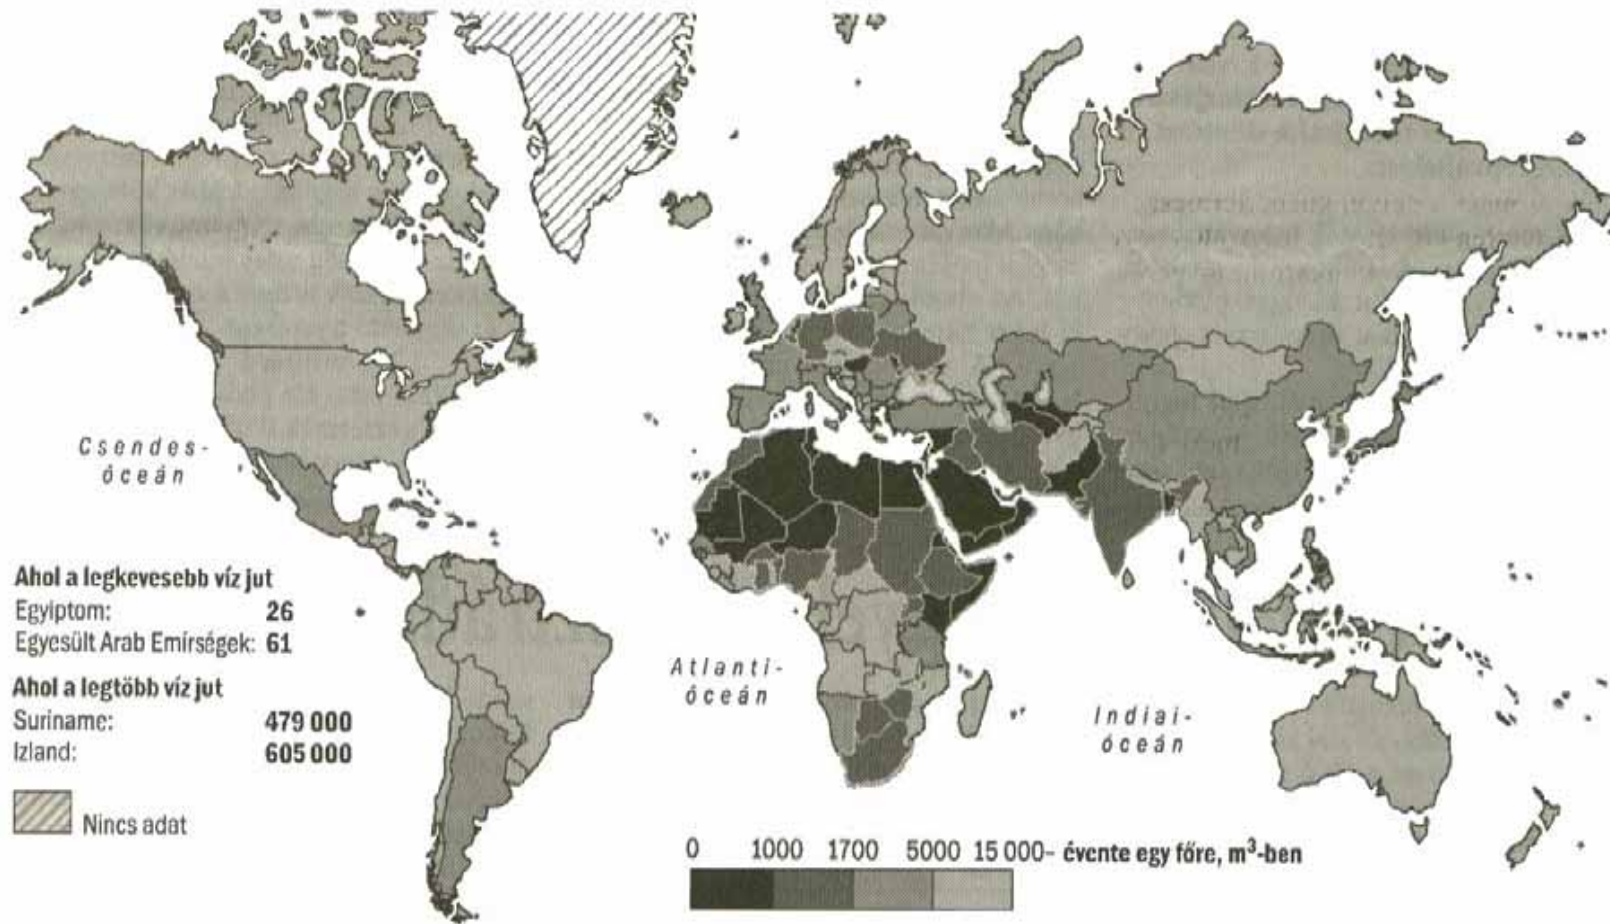 Csendes-
óceán
Ahol a legkevesebb víz jut
Egyiptom: 26
Egyesült Arab Emírségek: 61
Ahol a legtöbb víz jut
Suriname: 479 000
Izland: 605 000
Nincs adat
Atlanti-
óceán
Indiai-
óceán
0 1000 1700 5000 15 000- évente egy főre, m³-ben